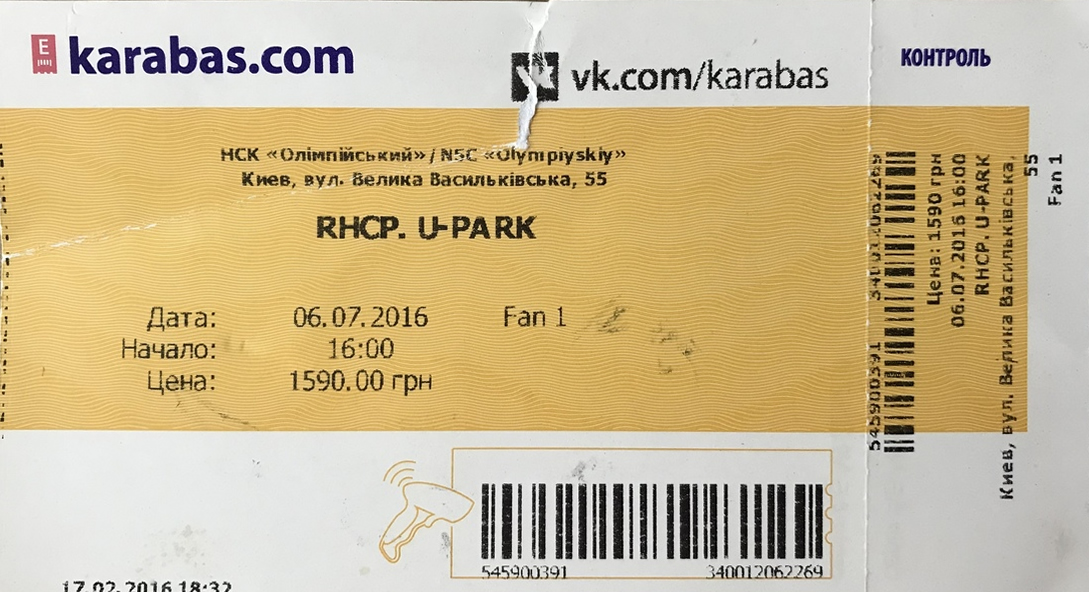 E karabas.com
vk.com/karabas
КОНТРОЛЬ
НСК «Олімпійський» / NSC «Olympiyskiy»
Киев, вул. Велика Васильківська, 55
RHCP. U-PARK
Дата: 06.07.2016 Fan 1
Начало: 16:00
Цена: 1590.00 грн
545900391 340012062269
17.02.2016 18:32
545900391 340012062269
Цена: 1590 грн
06.07.2016 16:00
RHCP. U-PARK
Киев, вул. Велика Васильківська,
55
Fan 1